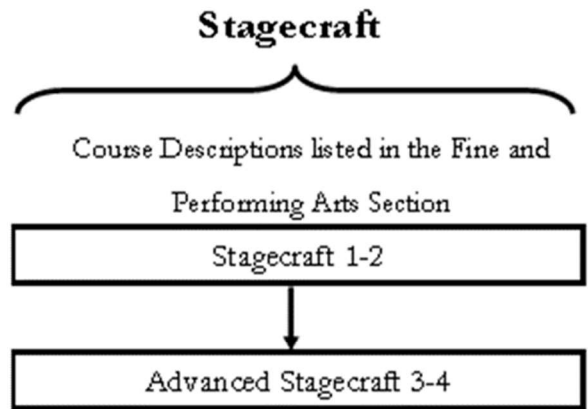 Stagecraft
Course Descriptions listed in the Fine and
Performing Arts Section
Stagecraft 1-2
Advanced Stagecraft 3-4